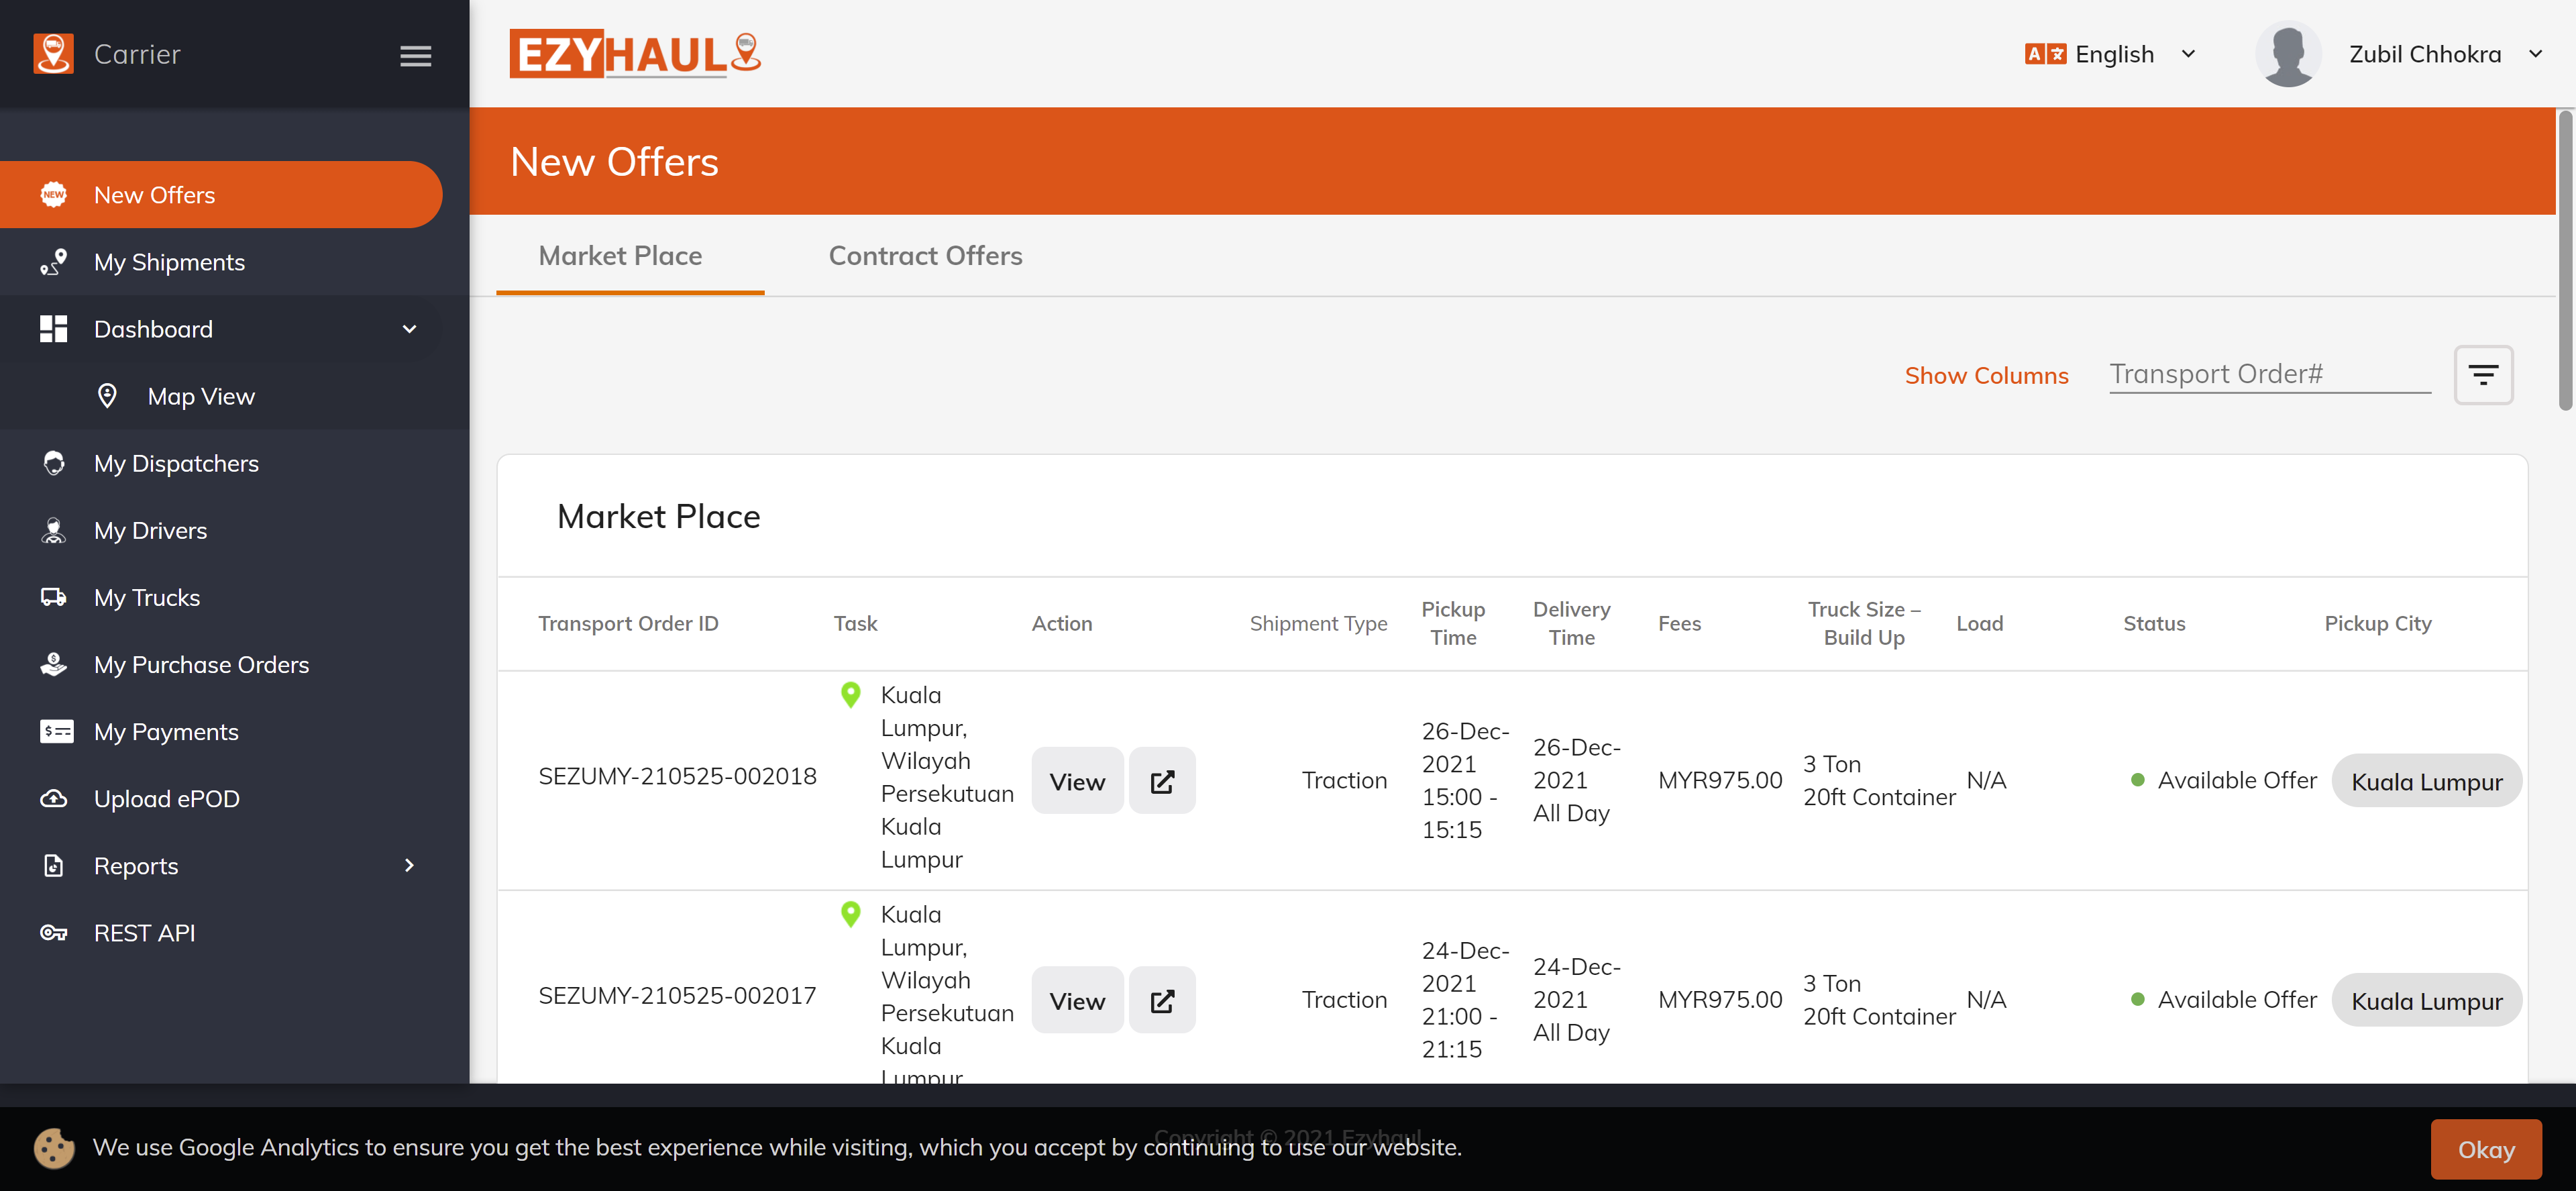 Carrier
EZYHAUL
English
Zubil Chhokra
NEW New Offers
My Shipments
Dashboard
Map View
My Dispatchers
My Drivers
My Trucks
My Purchase Orders
My Payments
Upload ePOD
Reports
REST API
New Offers
Market Place
Contract Offers
Show Columns
Transport Order#
Market Place
Transport Order ID
Task
Action
Shipment Type
Pickup
Time
Delivery
Time
Fees
Truck Size –
Build Up
Load
Status
Pickup City
SEZUMY-210525-002018
Kuala
Lumpur,
Wilayah
Persekutuan
Kuala
Lumpur
View
Traction
26-Dec-
2021
15:00 -
15:15
26-Dec-
2021
All Day
MYR975.00
3 Ton
20ft Container
N/A
Available Offer
Kuala Lumpur
SEZUMY-210525-002017
Kuala
Lumpur,
Wilayah
Persekutuan
Kuala
Lumpur
View
Traction
24-Dec-
2021
21:00 -
21:15
24-Dec-
2021
All Day
MYR975.00
3 Ton
20ft Container
N/A
Available Offer
Kuala Lumpur
Copyright © 2021 Ezyhaul
We use Google Analytics to ensure you get the best experience while visiting, which you accept by continuing to use our website.
Okay